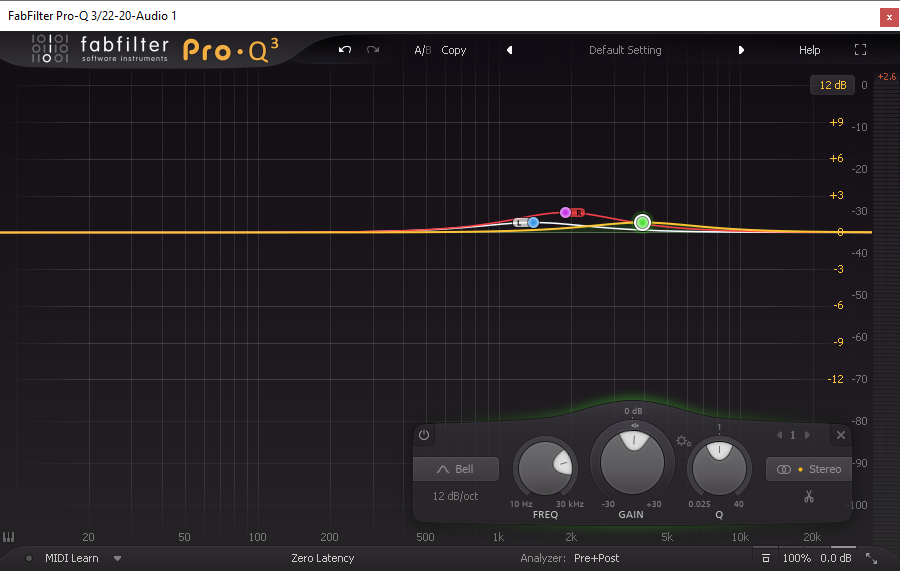 FabFilter Pro-Q 3/22-20-Audio 1
x
fabfilter
software instruments
Pro·Q³
A/B Copy
Default Setting
Help
+2.6
12 dB
0
+9
-10
+6
-20
+3
-30
L
R
0
-40
-3
-50
-6
-60
-9
-12
-70
-80
-90
-100
0 dB
1
1
Bell
Stereo
12 dB/oct
10 Hz 30 kHz
FREQ
-30 +30
GAIN
0.025 40
Q
20 50 100 200 500 1k 2k 5k 10k 20k
MIDI Learn
Zero Latency
Analyzer: Pre+Post
100%
0.0 dB